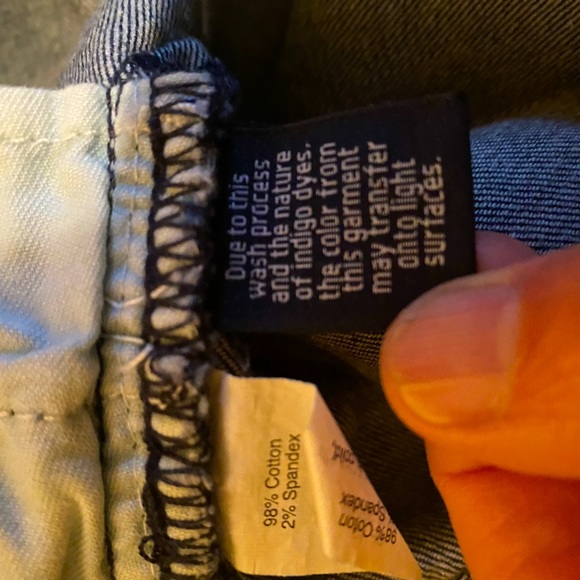 Due to this
wash process
and the nature
of indigo dyes,
the color from
this garment
may transfer
onto light
surfaces.
98% Cotton
2% Spandex
cold,
98% Cotton
Spandex